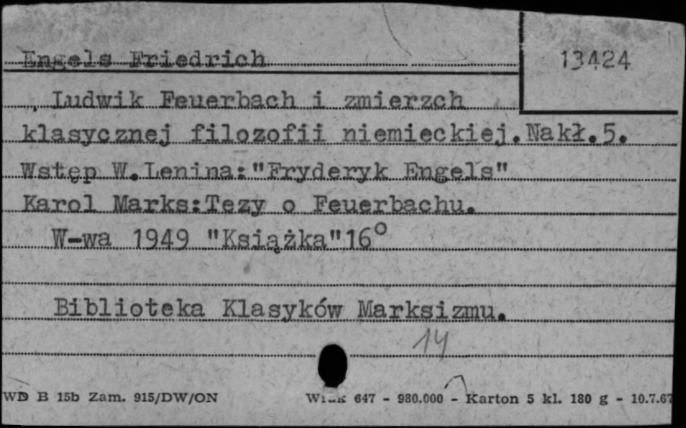 Engels Friedrich
13424
Ludwik Feuerbach i zmierzch
klasycznej filozofii niemieckiej. Nakł.5.
Wstęp W.Lenina:"Fryderyk Engels"
Karol Marks:Tezy o Feuerbachu.
W-wa 1949 "Książka"16°
Biblioteka Klasyków Marksizmu.
14
WD B 15b Zam. 915/DW/ON
647 - 980.000 - Karton 5 kl. 180 g - 10.7.67